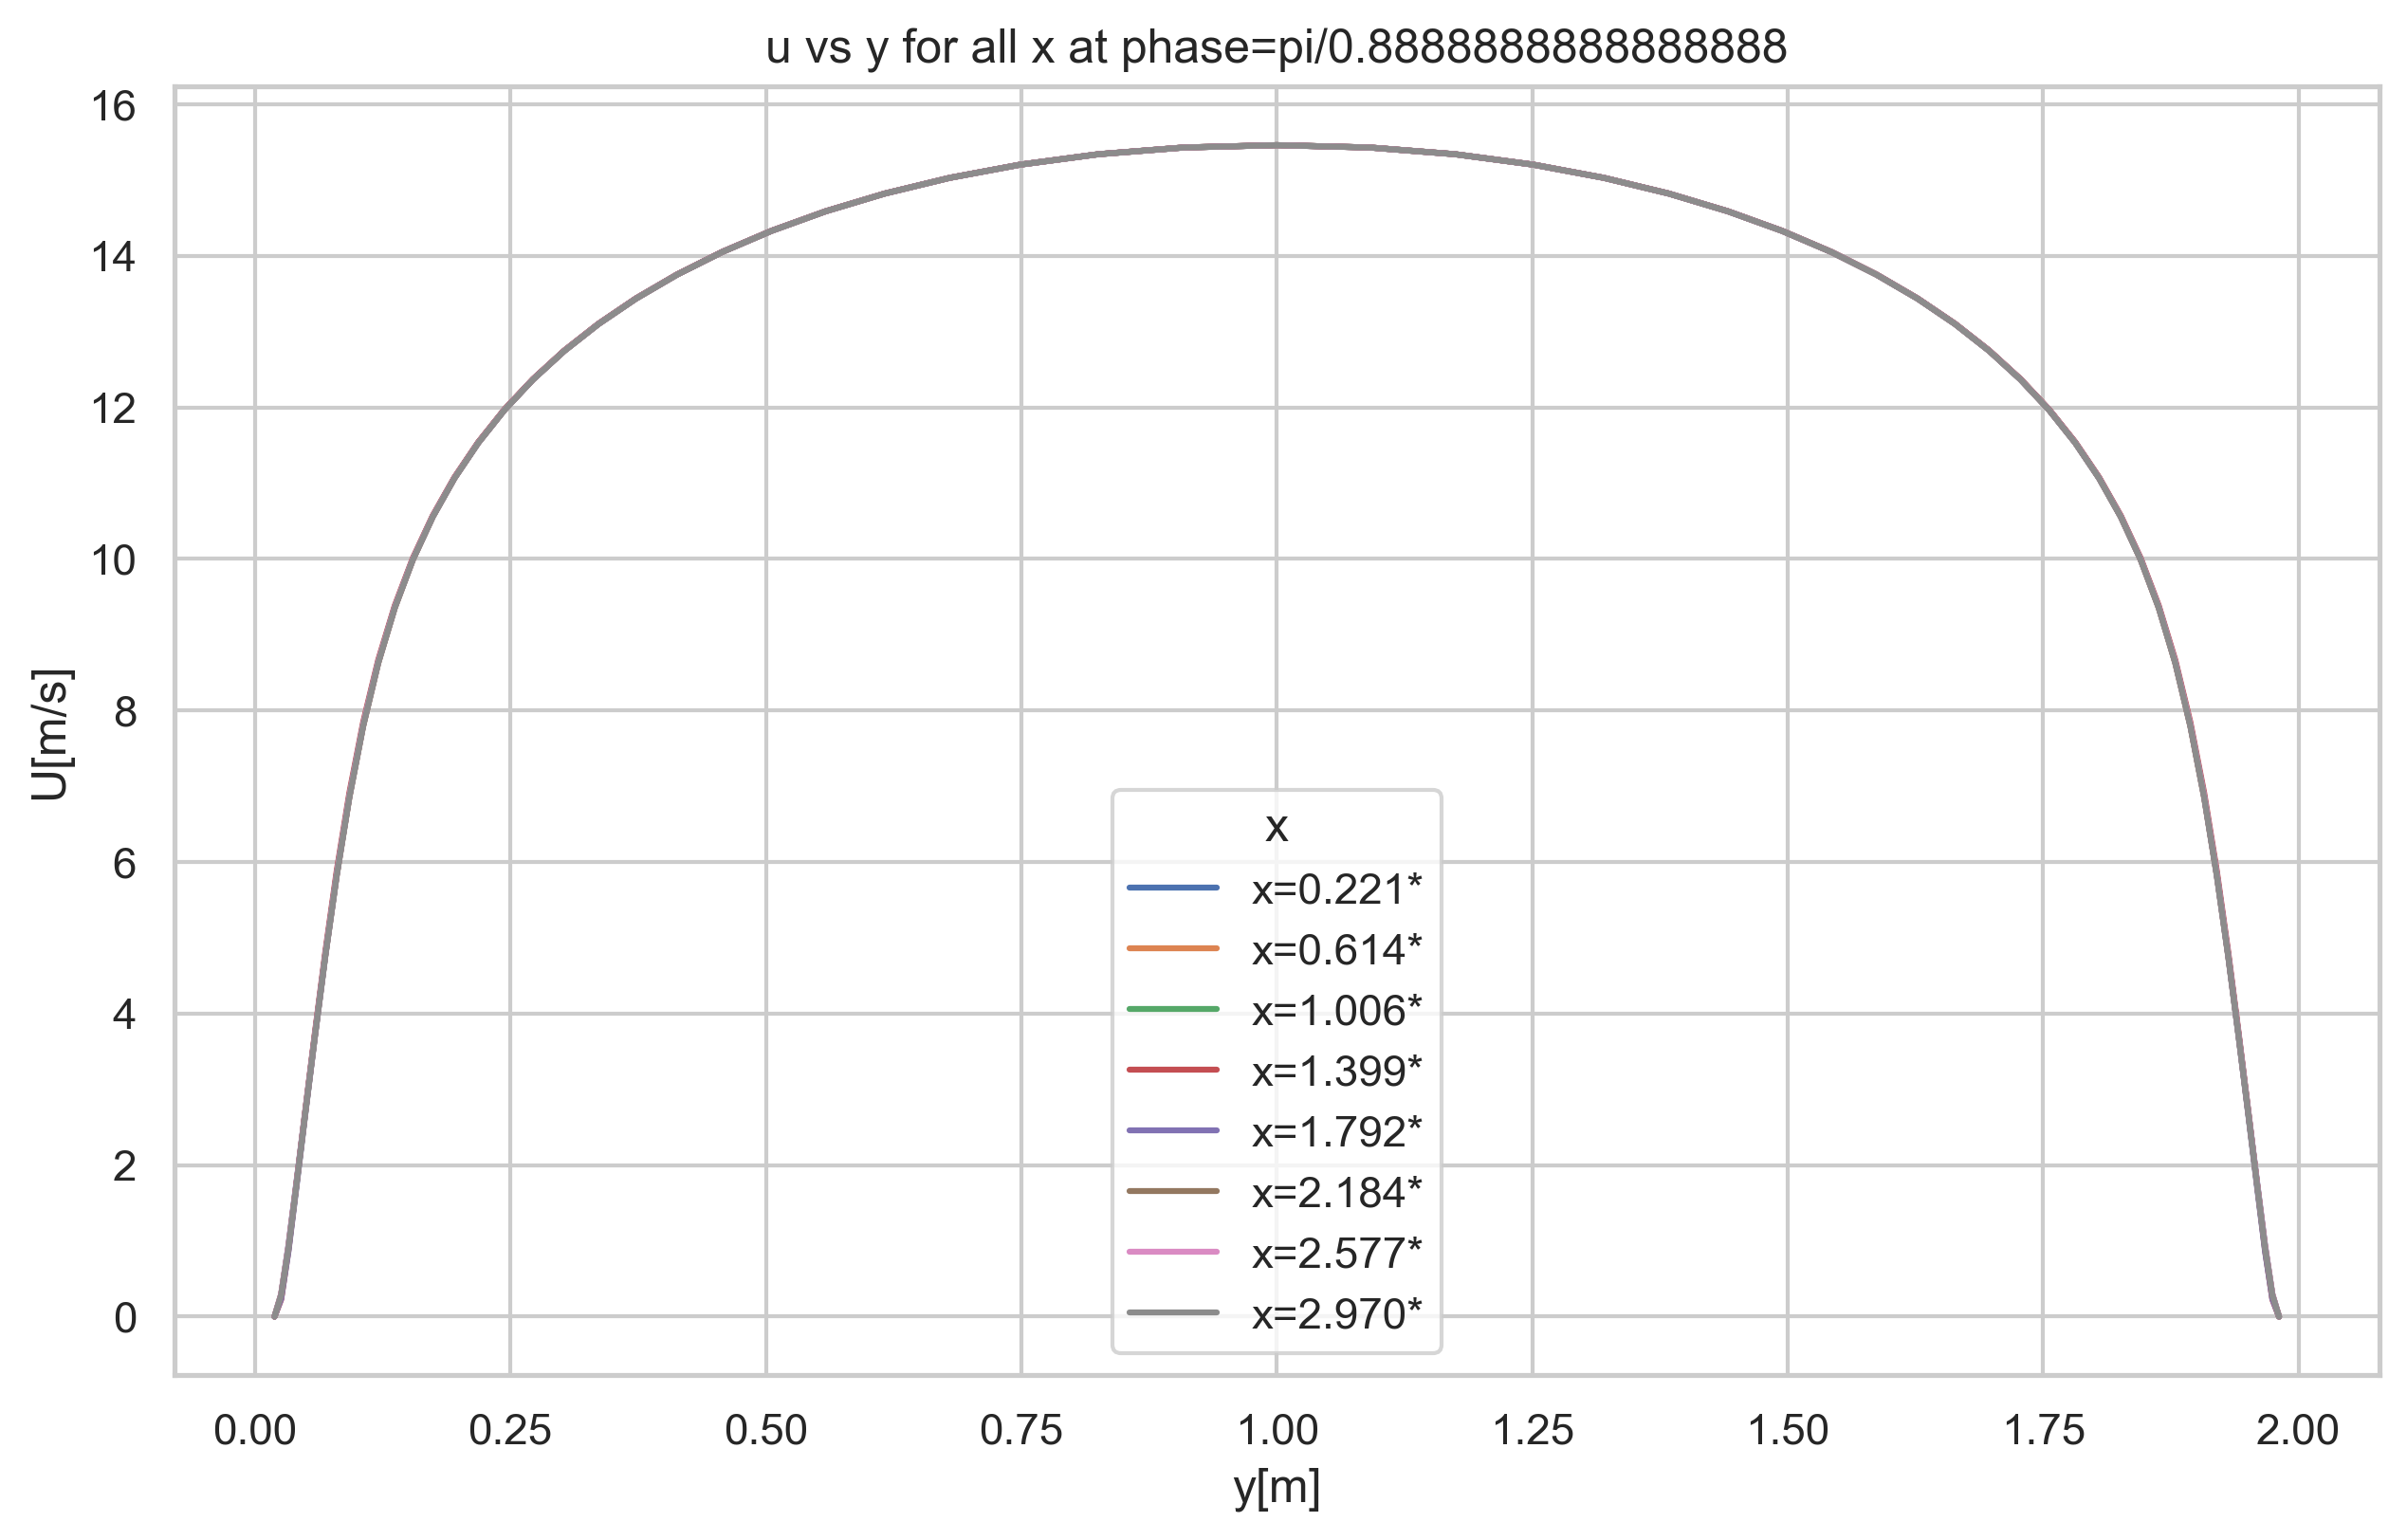 u vs y for all x at phase=pi/0.8888888888888888
16
14
12
10
8
6
4
2
0
U[m/s]
x
x=0.221*
x=0.614*
x=1.006*
x=1.399*
x=1.792*
x=2.184*
x=2.577*
x=2.970*
0.00 0.25 0.50 0.75 1.00 1.25 1.50 1.75 2.00
y[m]